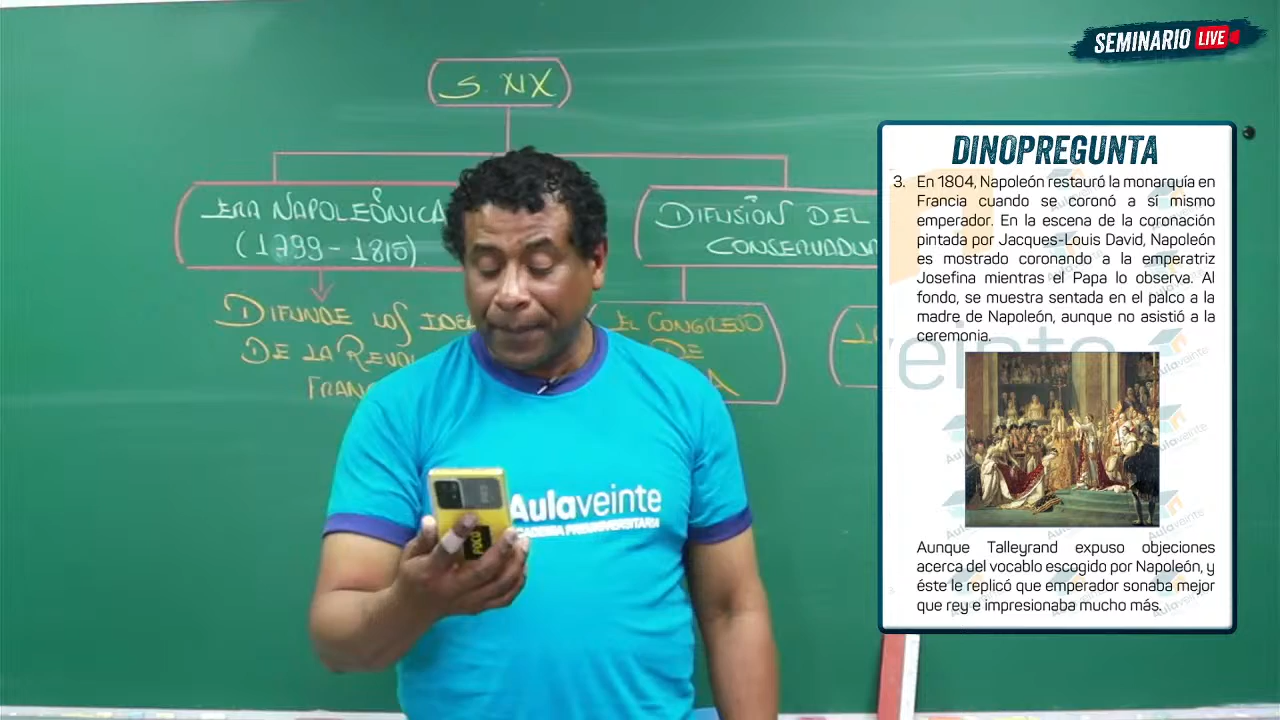 SEMINARIO LIVE
S. XIX
ERA NAPOLEÓNICA
(1799-1815)
DIFUNDE LOS IDE
DE LA REVOL
FRAN
DIFUSIÓN DEL
CONSERVADU
EL CONGRESO
DE
A
DINOPREGUNTA
3. En 1804, Napoleón restauró la monarquía en
Francia cuando se coronó a sí mismo
emperador. En la escena de la coronación
pintada por Jacques-Louis David, Napoleón
es mostrado coronando a la emperatriz
Josefina mientras el Papa lo observa. Al
fondo, se muestra sentada en el palco a la
madre de Napoleón, aunque no asistió a la
ceremonia.
Aunque Talleyrand expuso objeciones
acerca del vocablo escogido por Napoleón, y
éste le replicó que emperador sonaba mejor
que rey e impresionaba mucho más.
Aulaveinte
ACADEMIA PREUNIVERSITARIA
POCO